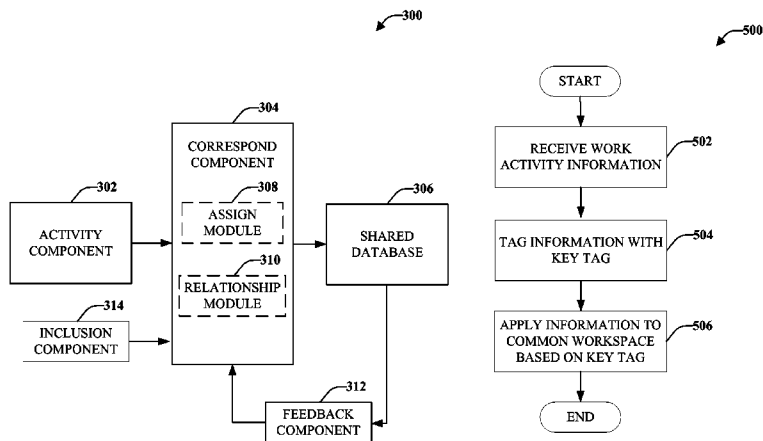 300
304
CORRESPOND
COMPONENT
302
ACTIVITY
COMPONENT
308
ASSIGN
MODULE
306
SHARED
DATABASE
310
RELATIONSHIP
MODULE
314
INCLUSION
COMPONENT
312
FEEDBACK
COMPONENT
500
START
RECEIVE WORK
ACTIVITY INFORMATION
502
TAG INFORMATION WITH
KEY TAG
504
APPLY INFORMATION TO
COMMON WORKSPACE
BASED ON KEY TAG
506
END